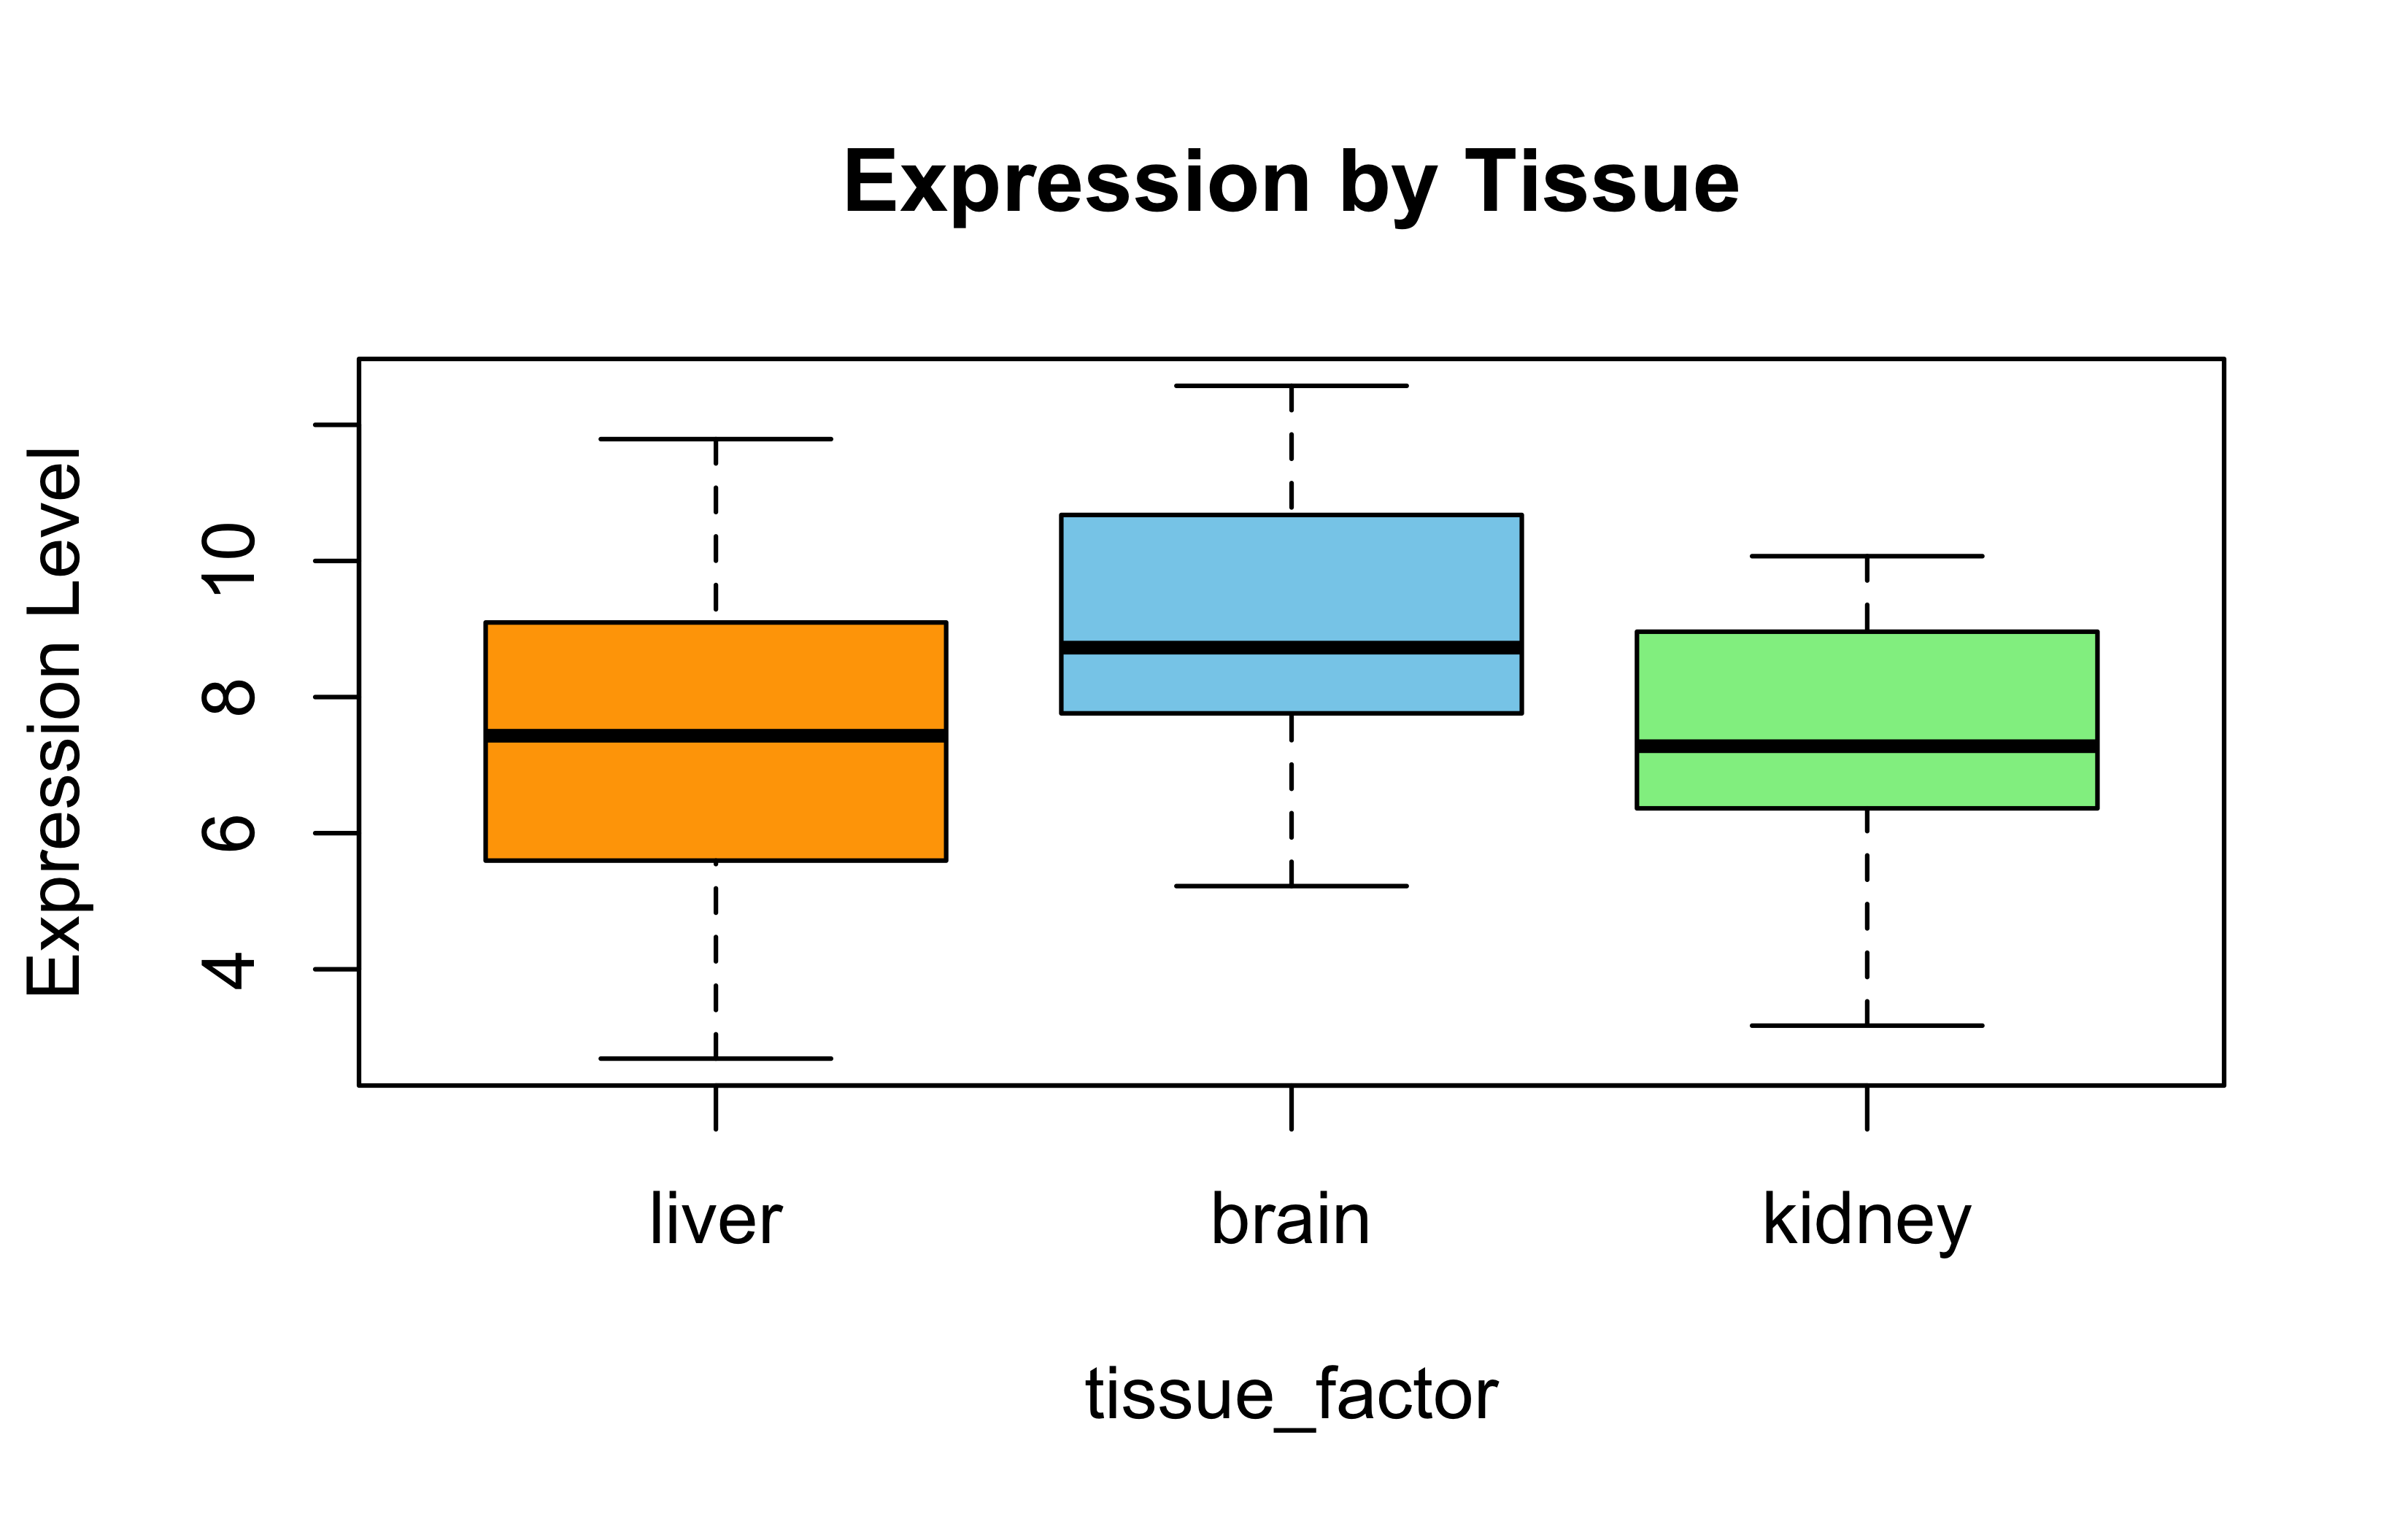 Expression by Tissue
Expression Level
10
8
6
4
liver
brain
kidney
tissue_factor